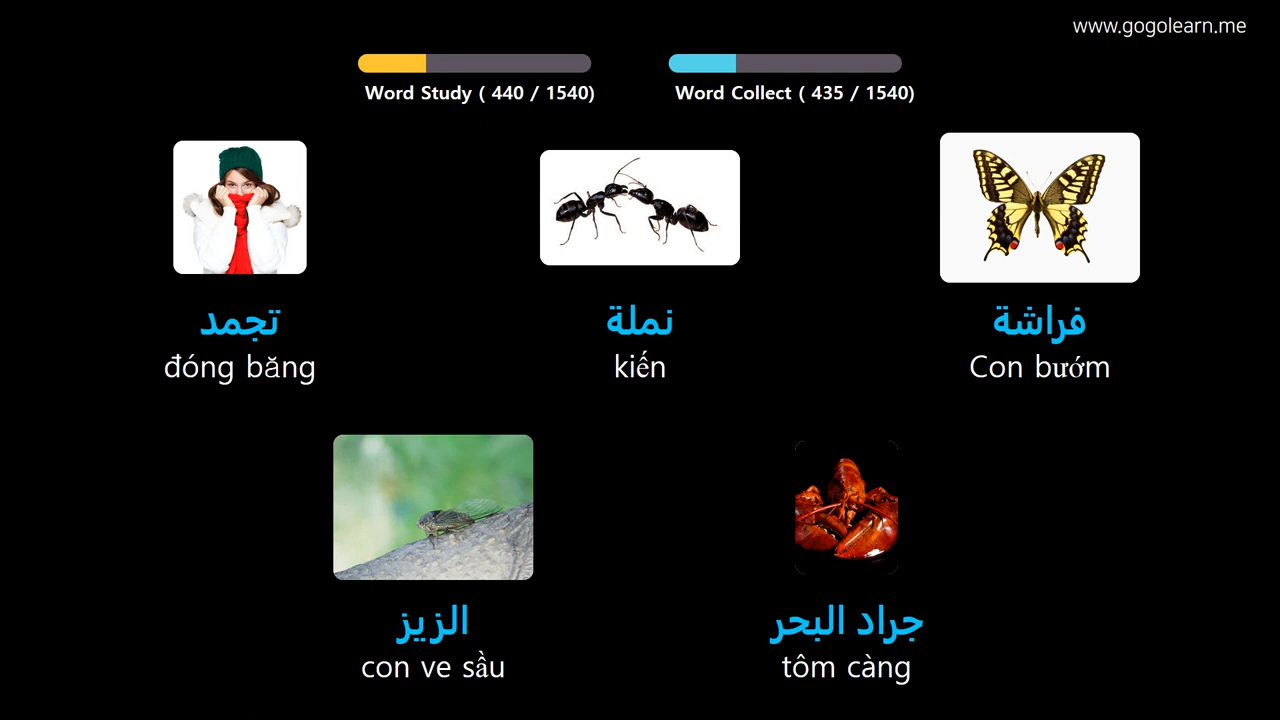 www.gogolearn.me
Word Study ( 440 / 1540)
Word Collect ( 435 / 1540)
تجمد
đóng băng
نملة
kiến
فراشة
Con bướm
الزيز
con ve sầu
جراد البحر
tôm càng